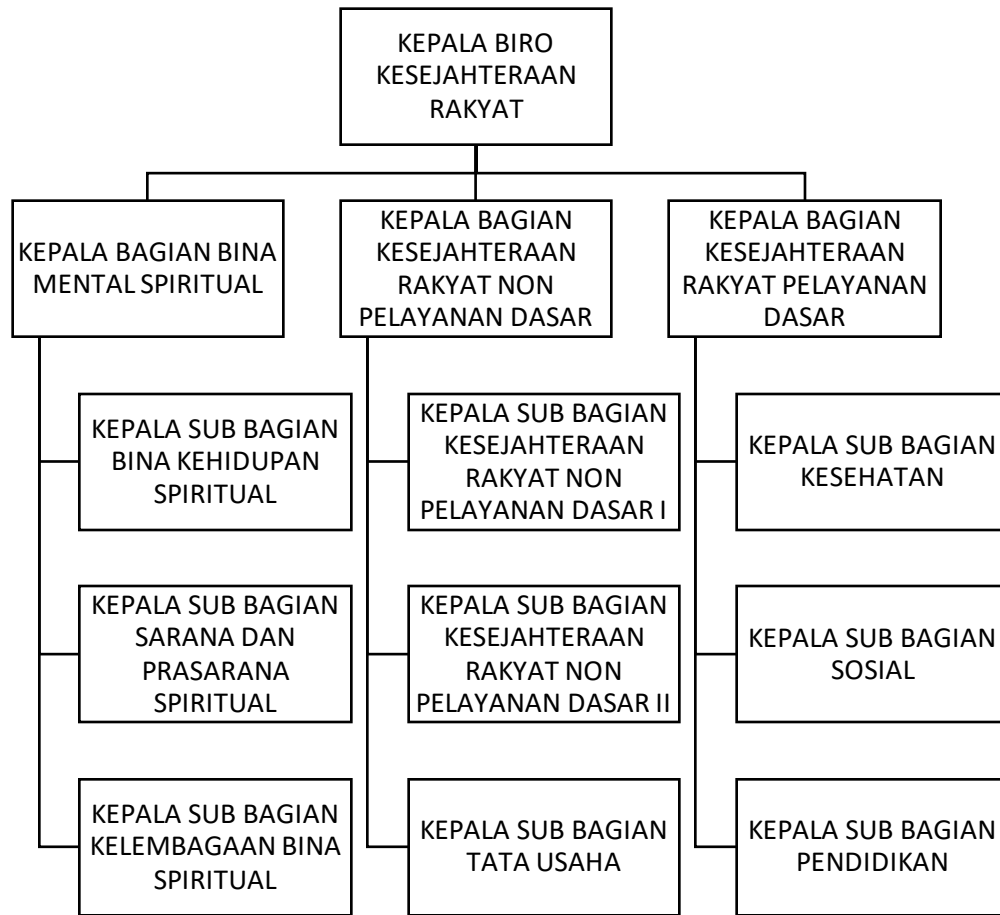 KEPALA BIRO
KESEJAHTERAAN
RAKYAT
KEPALA BAGIAN BINA
MENTAL SPIRITUAL
KEPALA BAGIAN
KESEJAHTERAAN
RAKYAT NON
PELAYANAN DASAR
KEPALA BAGIAN
KESEJAHTERAAN
RAKYAT PELAYANAN
DASAR
KEPALA SUB BAGIAN
BINA KEHIDUPAN
SPIRITUAL
KEPALA SUB BAGIAN
KESEJAHTERAAN
RAKYAT NON
PELAYANAN DASAR I
KEPALA SUB BAGIAN
KESEHATAN
KEPALA SUB BAGIAN
SARANA DAN
PRASARANA
SPIRITUAL
KEPALA SUB BAGIAN
KESEJAHTERAAN
RAKYAT NON
PELAYANAN DASAR II
KEPALA SUB BAGIAN
SOSIAL
KEPALA SUB BAGIAN
KELEMBAGAAN BINA
SPIRITUAL
KEPALA SUB BAGIAN
TATA USAHA
KEPALA SUB BAGIAN
PENDIDIKAN